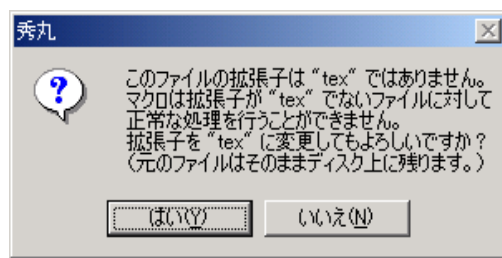 秀丸
このファイルの拡張子は “tex” ではありません。
マクロは拡張子が “tex” でないファイルに対して
正常な処理を行うことができません。
拡張子を “tex” に変更してもよろしいですか？
（元のファイルはそのままディスク上に残ります。）
はい(Y)
いいえ(N)